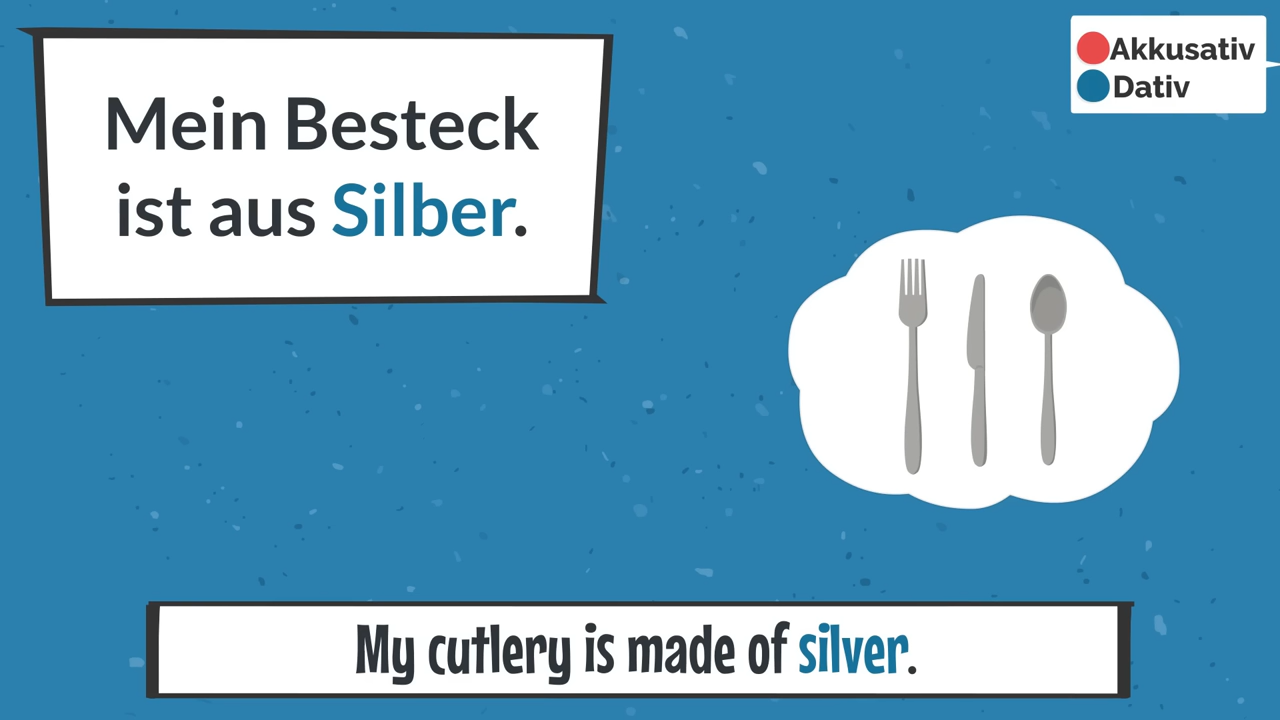 Mein Besteck
ist aus Silber.
Akkusativ
Dativ
My cutlery is made of silver.